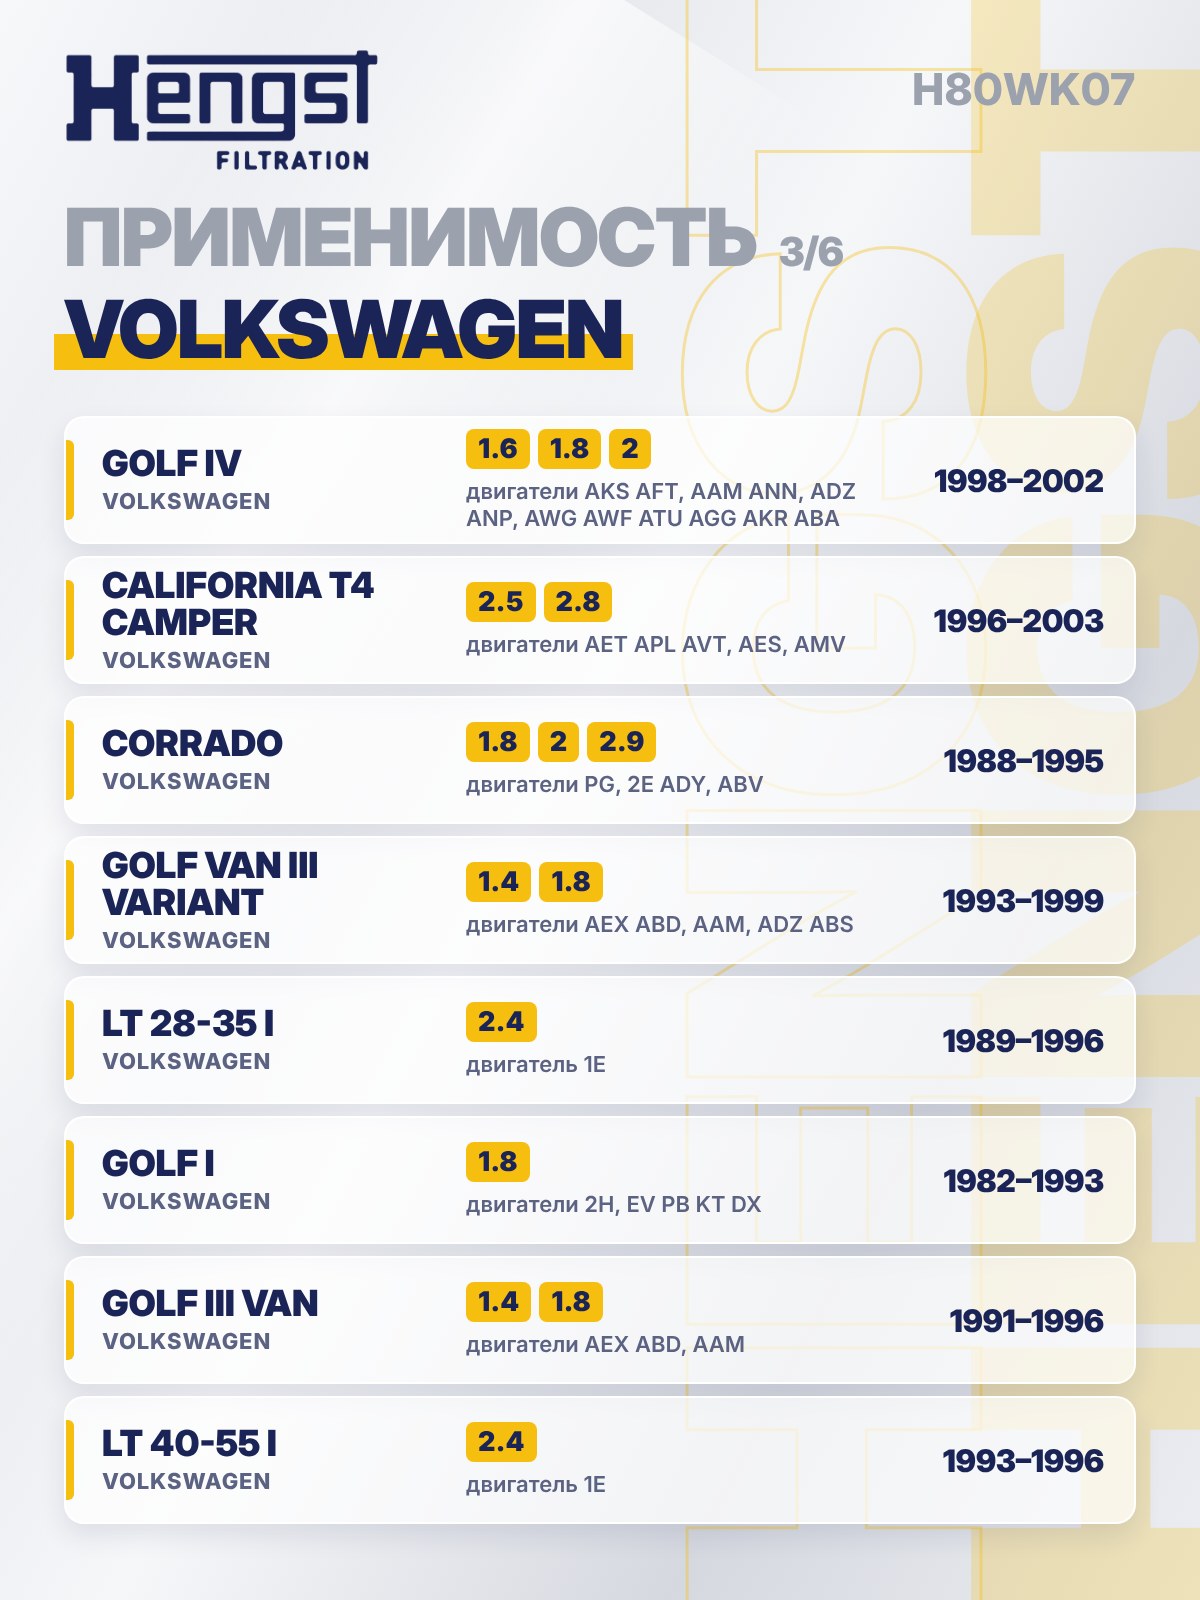 Hengst
FILTRATION
H80WK07
ПРИМЕНИМОСТЬ 3/6
VOLKSWAGEN
GOLF IV
VOLKSWAGEN
1.6 1.8 2
двигатели AKS AFT, AAM ANN, ADZ
ANP, AWG AWF ATU AGG AKR ABA
1998–2002
CALIFORNIA T4
CAMPER
VOLKSWAGEN
2.5 2.8
двигатели AET APL AVT, AES, AMV
1996–2003
CORRADO
VOLKSWAGEN
1.8 2 2.9
двигатели PG, 2E ADY, ABV
1988–1995
GOLF VAN III
VARIANT
VOLKSWAGEN
1.4 1.8
двигатели AEX ABD, AAM, ADZ ABS
1993–1999
LT 28-35 I
VOLKSWAGEN
2.4
двигатель 1E
1989–1996
GOLF I
VOLKSWAGEN
1.8
двигатели 2H, EV PB KT DX
1982–1993
GOLF III VAN
VOLKSWAGEN
1.4 1.8
двигатели AEX ABD, AAM
1991–1996
LT 40-55 I
VOLKSWAGEN
2.4
двигатель 1E
1993–1996
HENGST
HENGST